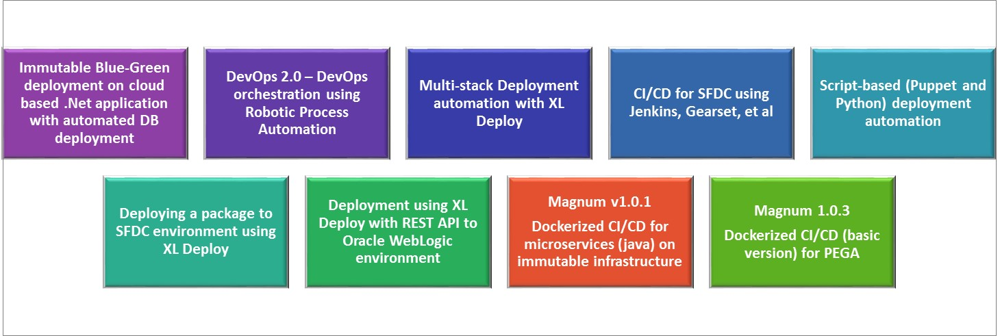 Immutable Blue-Green
deployment on cloud
based .Net application
with automated DB
deployment
DevOps 2.0 – DevOps
orchestration using
Robotic Process
Automation
Multi-stack Deployment
automation with XL
Deploy
CI/CD for SFDC using
Jenkins, Gearset, et al
Script-based (Puppet and
Python) deployment
automation
Deploying a package to
SFDC environment using
XL Deploy
Deployment using XL
Deploy with REST API to
Oracle WebLogic
environment
Magnum v1.0.1
Dockerized CI/CD for
microservices (java) on
immutable infrastructure
Magnum 1.0.3
Dockerized CI/CD (basic
version) for PEGA